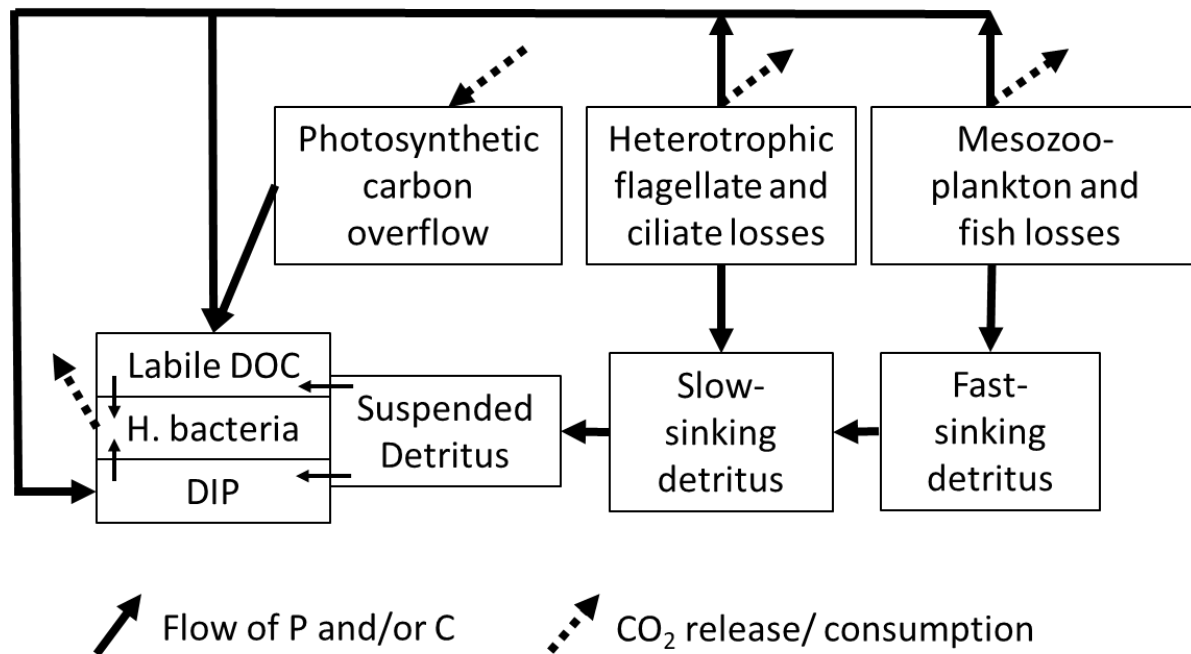 Photosynthetic
carbon
overflow
Heterotrophic
flagellate and
ciliate losses
Mesozoo-
plankton and
fish losses
Labile DOC
H. bacteria
DIP
Suspended
Detritus
Slow-
sinking
detritus
Fast-
sinking
detritus
Flow of P and/or C
CO₂ release/ consumption